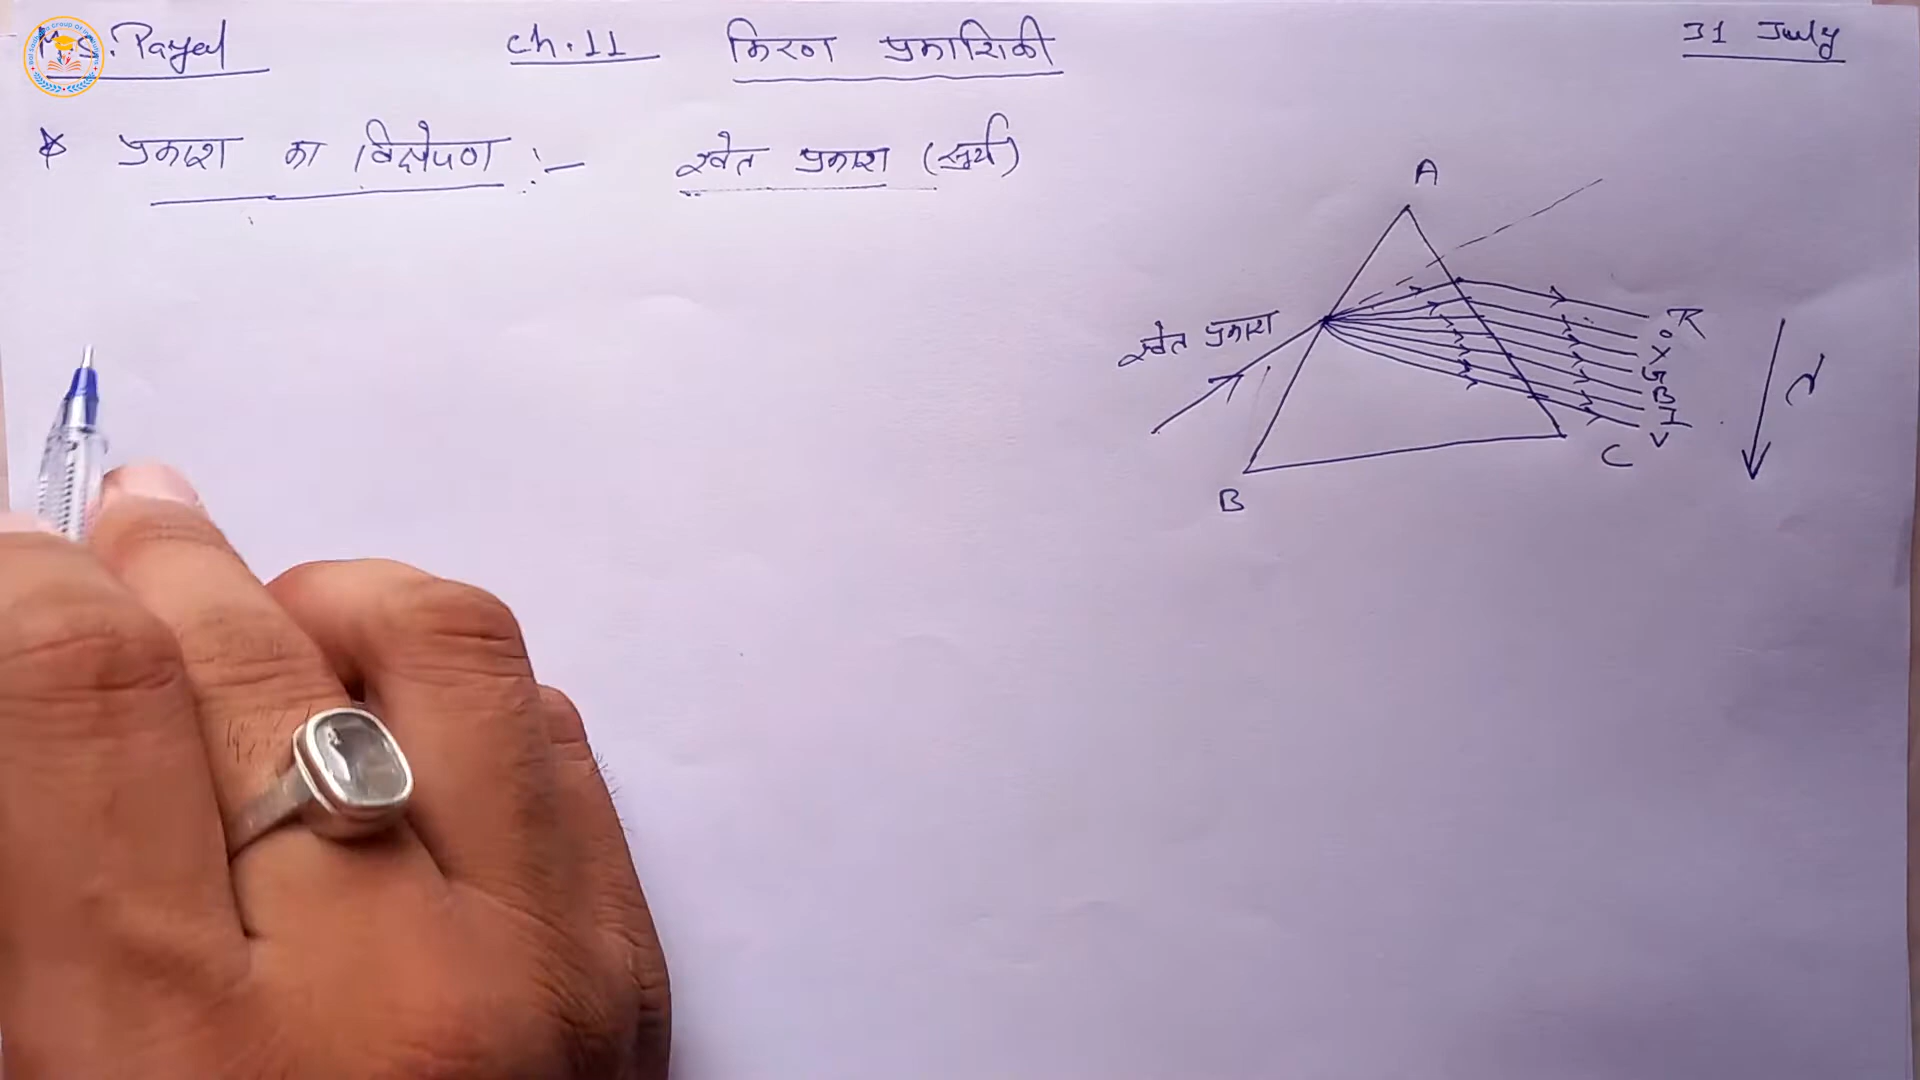 M.S. Payal
Ch. 11 किरण प्रकाशिकी
31 July
* प्रकाश का विक्षेपण :- श्वेत प्रकाश (सूर्य)
A
श्वेत प्रकाश
R
O
Y
G
B
I
V
d
B
C